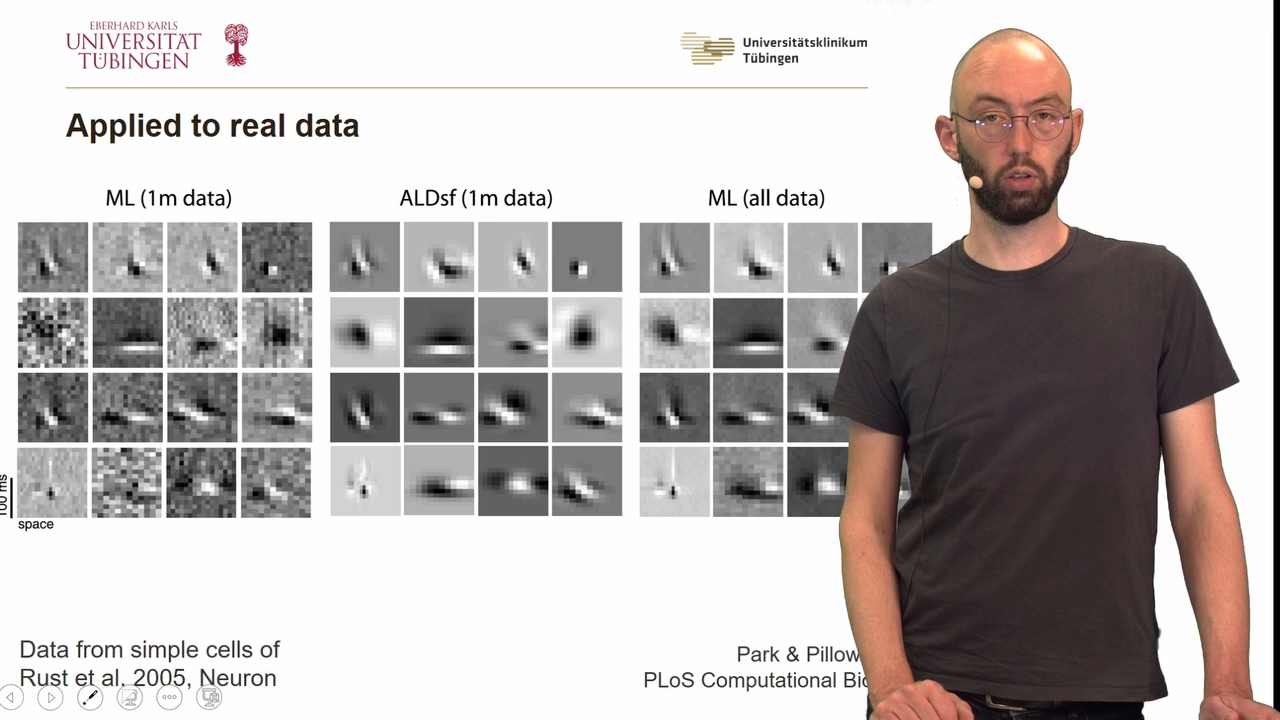 EBERHARD KARLS
UNIVERSITÄT
TÜBINGEN
Universitätsklinikum
Tübingen
Applied to real data
ML (1m data)
ALDsf (1m data)
ML (all data)
100 ms
space
Data from simple cells of
Rust et al. 2005, Neuron
Park & Pillow
PLoS Computational